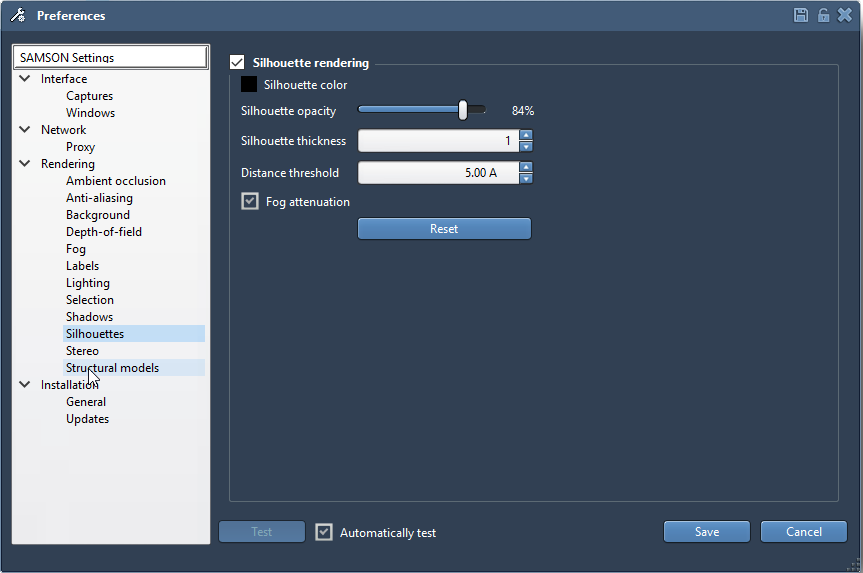 Preferences
SAMSON Settings
Interface
Captures
Windows
Network
Proxy
Rendering
Ambient occlusion
Anti-aliasing
Background
Depth-of-field
Fog
Labels
Lighting
Selection
Shadows
Silhouettes
Stereo
Structural models
Installation
General
Updates
Silhouette rendering
Silhouette color
Silhouette opacity 84%
Silhouette thickness 1
Distance threshold 5.00 A
Fog attenuation
Reset
Test Automatically test Save Cancel